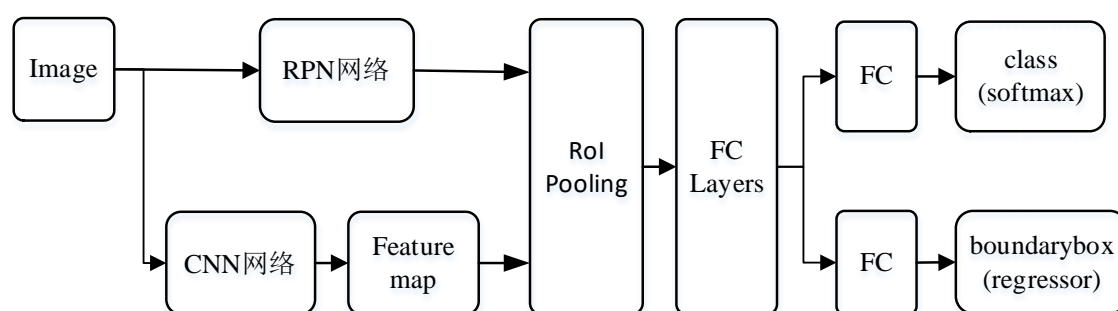 Image
RPN网络
CNN网络
Feature
map
RoI
Pooling
FC
Layers
FC
class
(softmax)
FC
boundarybox
(regressor)